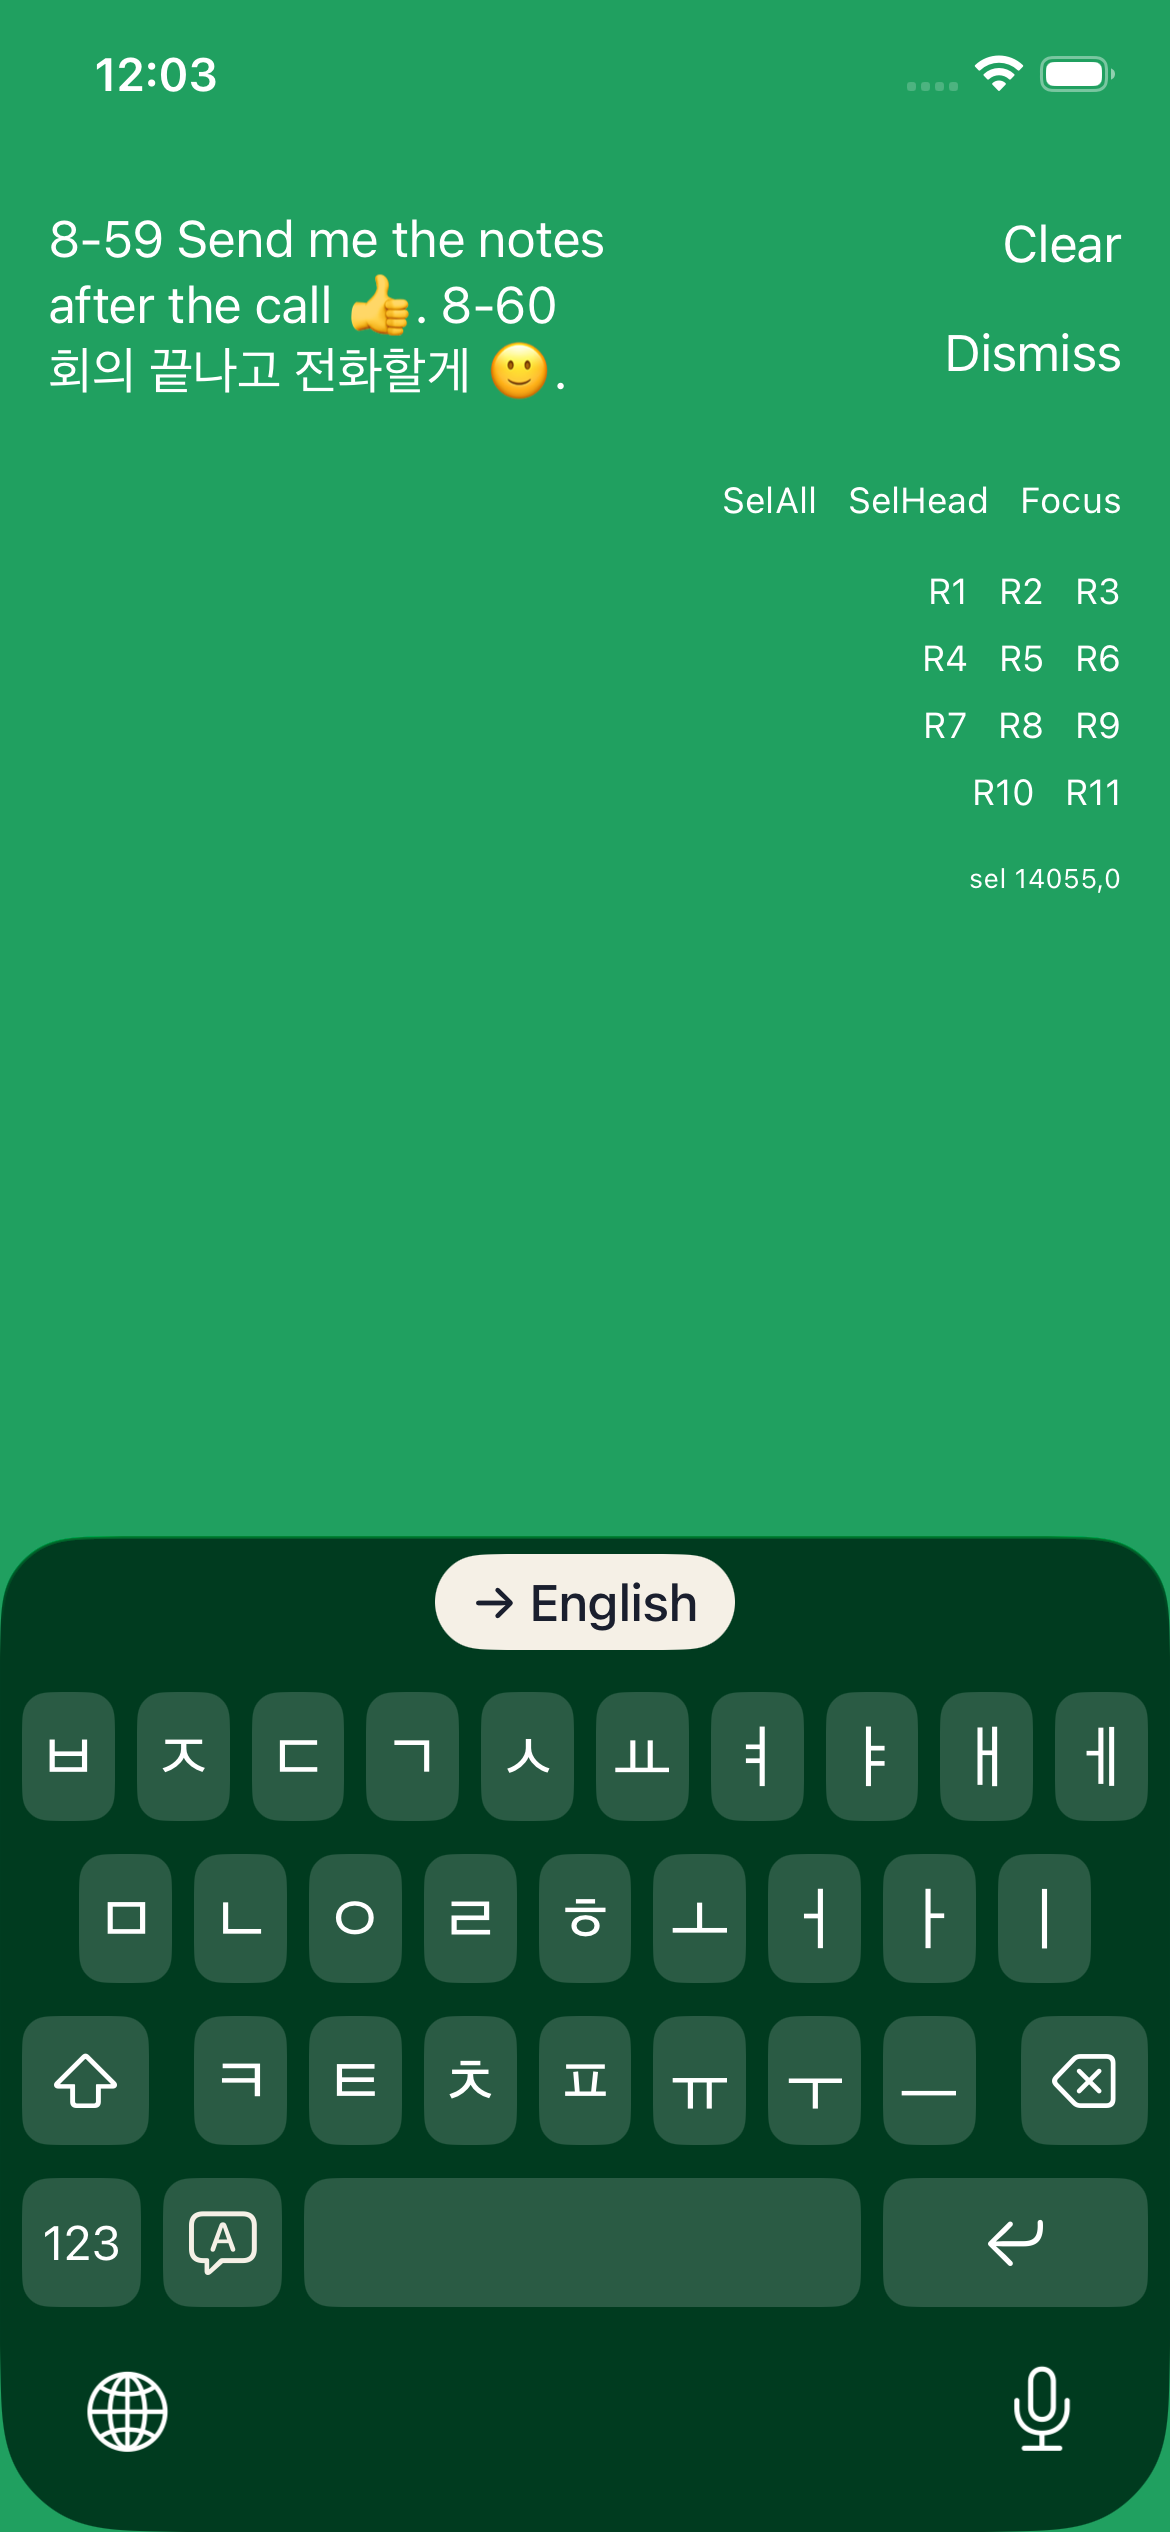 12:03
8-59 Send me the notes
after the call 👍. 8-60
회의 끝나고 전화할게 🙂.
Clear
Dismiss
SelAll SelHead Focus
R1 R2 R3
R4 R5 R6
R7 R8 R9
R10 R11
sel 14055,0
→ English
ㅂ ㅈ ㄷ ㄱ ㅅ ㅛ ㅕ ㅑ ㅐ ㅔ
ㅁ ㄴ ㅇ ㄹ ㅎ ㅗ ㅓ ㅏ ㅣ
ㅋ ㅌ ㅊ ㅍ ㅠ ㅜ ㅡ
123 A